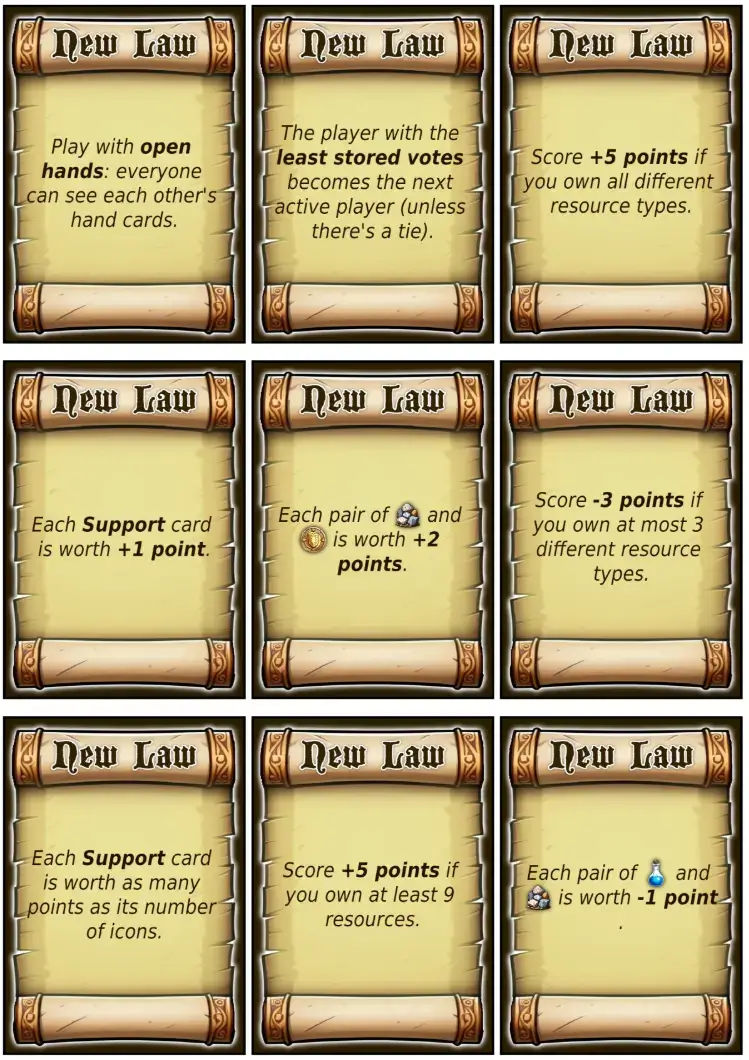 New Law
Play with open
hands: everyone
can see each other's
hand cards.
New Law
The player with the
least stored votes
becomes the next
active player (unless
there's a tie).
New Law
Score +5 points if
you own all different
resource types.
New Law
Each Support card
is worth +1 point.
New Law
Each pair of and
is worth +2
points.
New Law
Score -3 points if
you own at most 3
different resource
types.
New Law
Each Support card
is worth as many
points as its number
of icons.
New Law
Score +5 points if
you own at least 9
resources.
New Law
Each pair of and
is worth -1 point
.